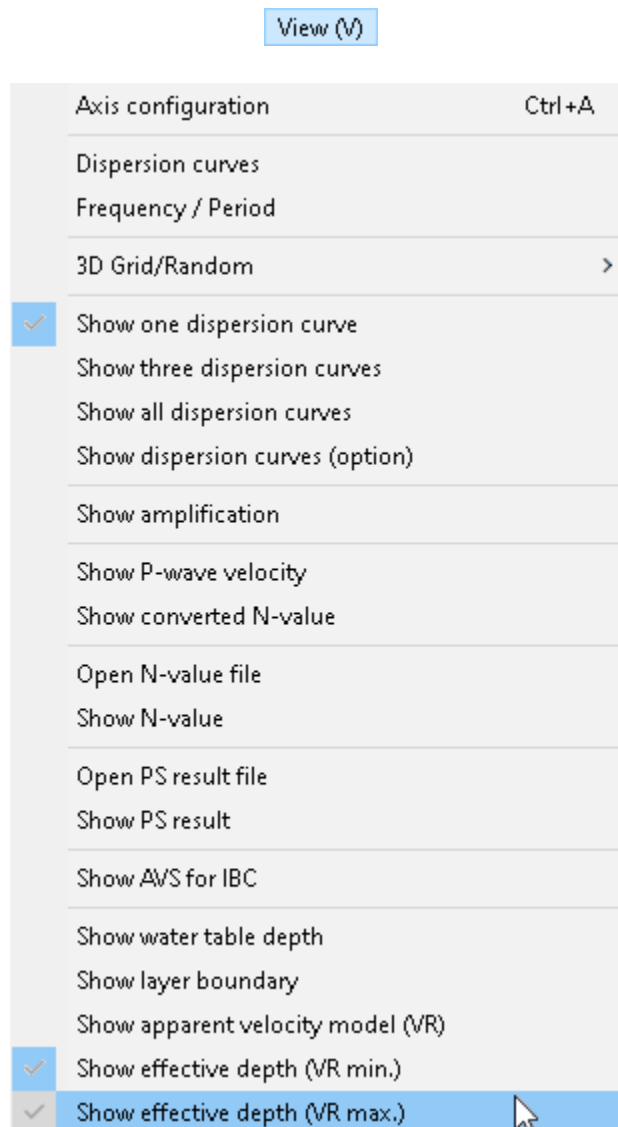 View (V)
Axis configuration Ctrl+A
Dispersion curves
Frequency / Period
3D Grid/Random
Show one dispersion curve
Show three dispersion curves
Show all dispersion curves
Show dispersion curves (option)
Show amplification
Show P-wave velocity
Show converted N-value
Open N-value file
Show N-value
Open PS result file
Show PS result
Show AVS for IBC
Show water table depth
Show layer boundary
Show apparent velocity model (VR)
Show effective depth (VR min.)
Show effective depth (VR max.)